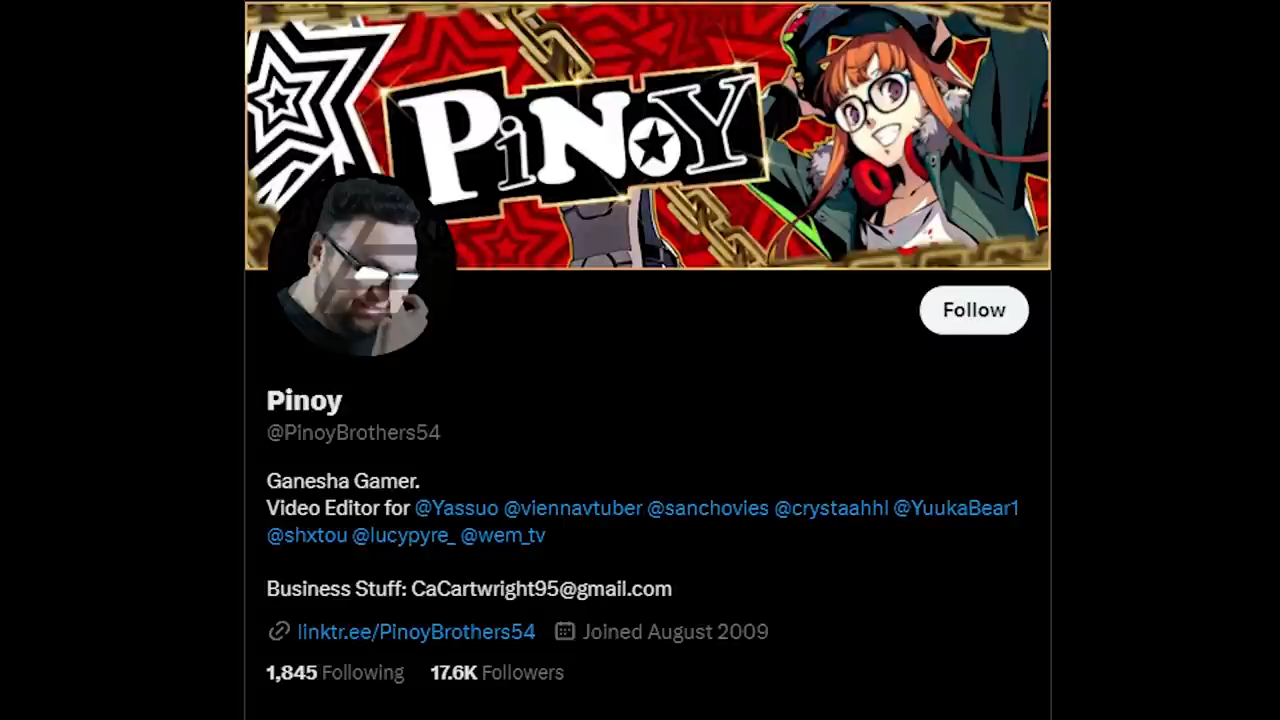 PiNoY
Follow
Pinoy
@PinoyBrothers54
Ganesha Gamer.
Video Editor for @Yassuo @viennavtuber @sanchovies @crystaahhl @YuukaBear1
@shxtou @lucypyre_ @wem_tv
Business Stuff: CaCartwright95@gmail.com
linktr.ee/PinoyBrothers54 Joined August 2009
1,845 Following 17.6K Followers